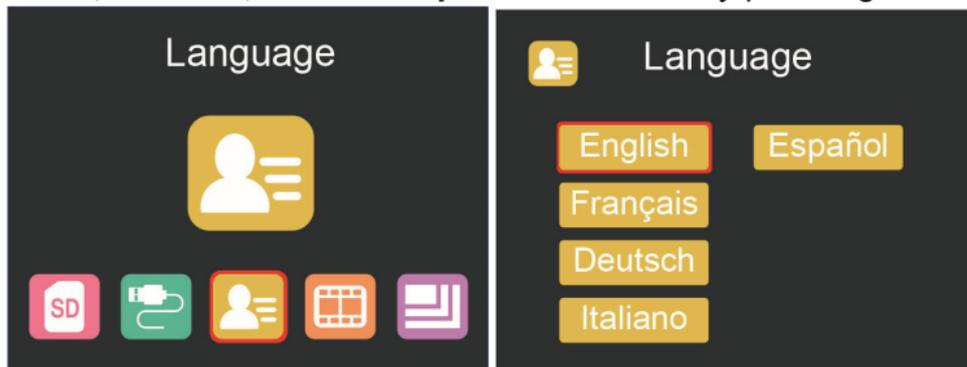 Language
SD
Language
English
Español
Français
Deutsch
Italiano